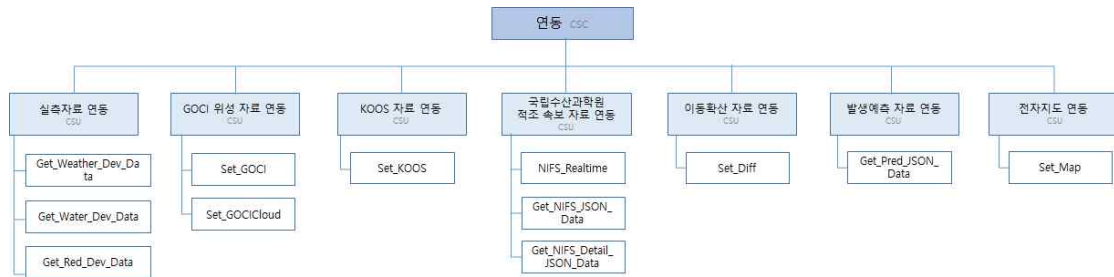 연동 CSC
실측자료 연동
CSU
Get_Weather_Dev_Da
ta
Get_Water_Dev_Data
Get_Red_Dev_Data
GOCI 위성 자료 연동
CSU
Set_GOCI
Set_GOCICloud
KOOS 자료 연동
CSU
Set_KOOS
국립수산과학원
적조 속보 자료 연동
CSU
NIFS_Realtime
Get_NIFS_JSON_
Data
Get_NIFS_Detail_
JSON_Data
이동확산 자료 연동
CSU
Set_Diff
발생예측 자료 연동
CSU
Get_Pred_JSON_
Data
전자지도 연동
CSU
Set_Map